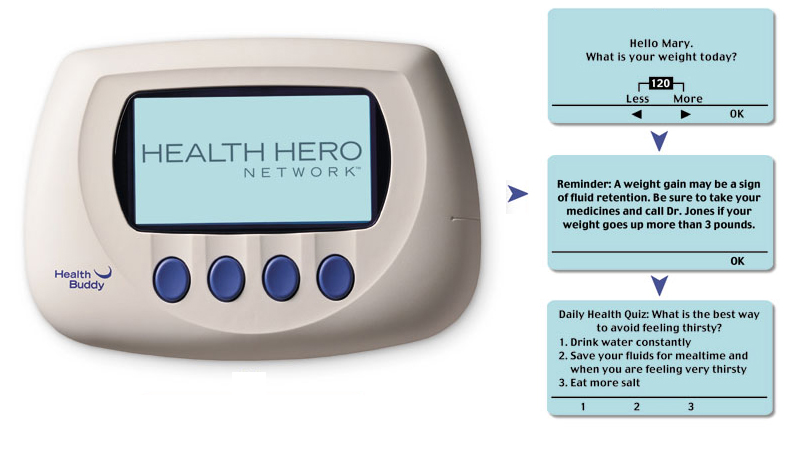 HEALTH HERO
NETWORK™
Health
Buddy
Hello Mary.
What is your weight today?
120
Less More
OK
Reminder: A weight gain may be a sign
of fluid retention. Be sure to take your
medicines and call Dr. Jones if your
weight goes up more than 3 pounds.
OK
Daily Health Quiz: What is the best way
to avoid feeling thirsty?
1. Drink water constantly
2. Save your fluids for mealtime and
when you are feeling very thirsty
3. Eat more salt
1 2 3